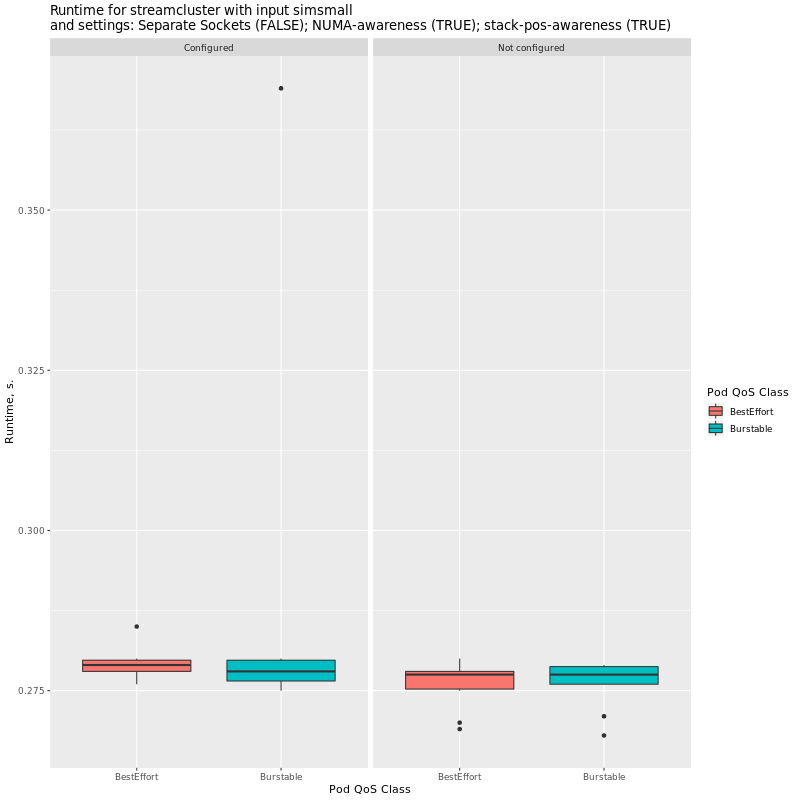 Runtime for streamcluster with input simsmall
and settings: Separate Sockets (FALSE); NUMA-awareness (TRUE); stack-pos-awareness (TRUE)
Configured
Not configured
0.350
0.325
0.300
0.275
Runtime, s.
BestEffort
Burstable
BestEffort
Burstable
Pod QoS Class
Pod QoS Class
BestEffort
Burstable